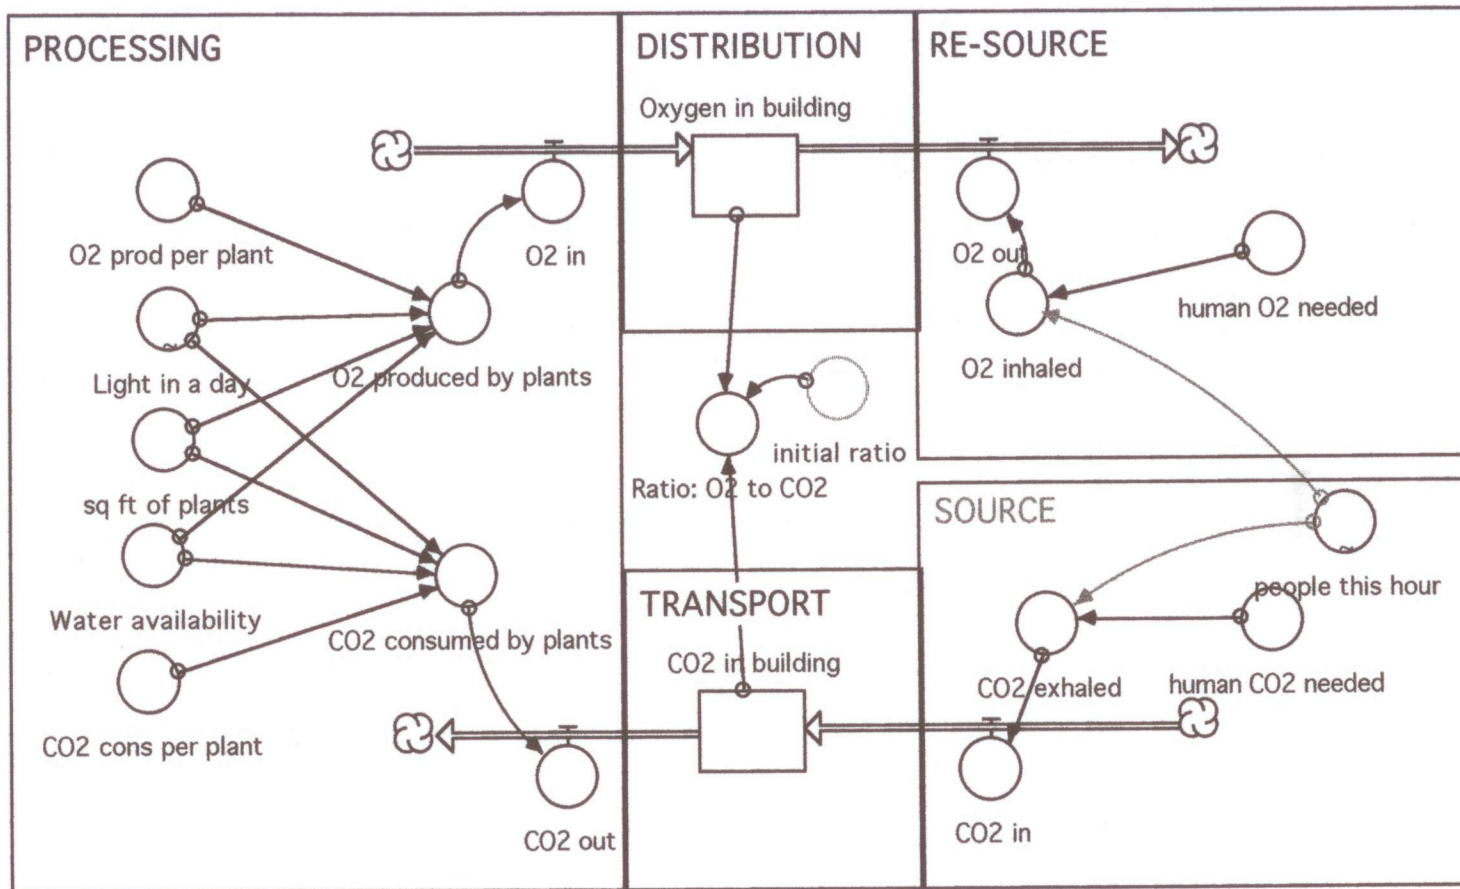 PROCESSING
DISTRIBUTION
RE-SOURCE
Oxygen in building
O2 prod per plant
O2 in
O2 out
human O2 needed
Light in a day
O2 produced by plants
O2 inhaled
initial ratio
Ratio: O2 to CO2
sq ft of plants
SOURCE
people this hour
Water availability
CO2 consumed by plants
TRANSPORT
CO2 in building
CO2 exhaled
human CO2 needed
CO2 cons per plant
CO2 out
CO2 in